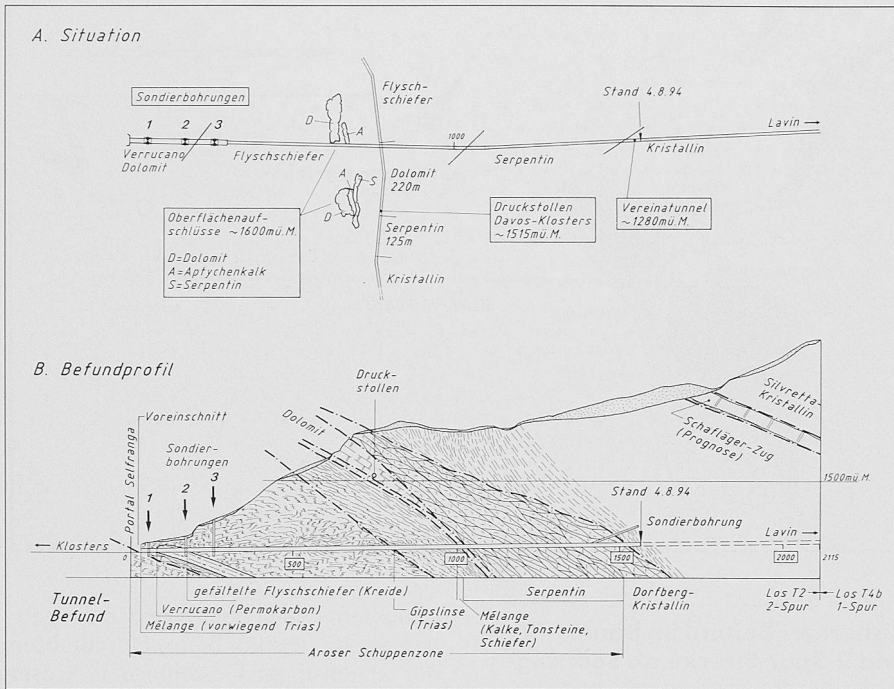 A. Situation
Sondierbohrungen
1 2 3
Verrucano
Dolomit
Flyschschiefer
D
A
Flysch-
schiefer
1000
Stand 4.8.94
Lavin
Serpentin
Kristallin
A
S
D
Dolomit
220m
Serpentin
125m
Kristallin
Oberflächenauf-
schlüsse ~1600mü.M.
D=Dolomit
A=Aptychenkalk
S=Serpentin
Druckstollen
Davos-Klosters
~1515mü.M.
Vereinatunnel
~1280mü.M.
B. Befundprofil
Portal Selfranga
Voreinschnitt
Sondier-
bohrungen
1 2 3
Dolomit
Druck-
stollen
Silvretta-
Kristallin
Schafläger-Zug
(Prognose)
1500mü.M.
Stand 4.8.94
Sondierbohrung
Lavin
Klosters
0 500 1000 1500 2000 2115
Tunnel-
Befund
gefältelte Flyschschiefer (Kreide)
Verrucano (Permokarbon)
Mélange (vorwiegend Trias)
Gipslinse
(Trias)
Mélange
(Kalke, Tonsteine,
Schiefer)
Serpentin
Dorfberg-
Kristallin
Los T2
2-Spur
Los T4b
1-Spur
Aroser Schuppenzone